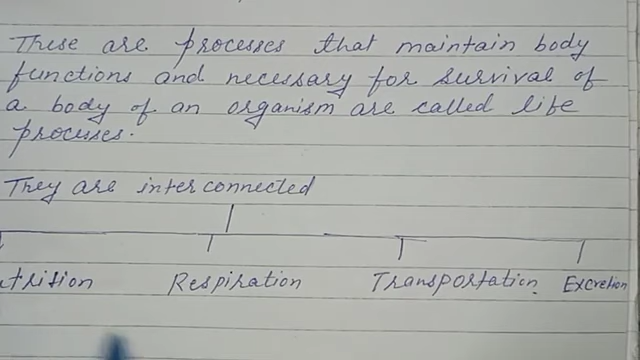 These are processes that maintain body
functions and necessary for survival of
a body of an organism are called life
processes.
They are interconnected
trition Respiration Transportation Excretion